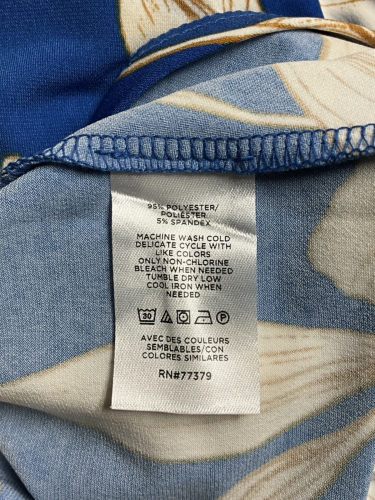 95% POLYESTER/
POLIÉSTER
5% SPANDEX
MACHINE WASH COLD
DELICATE CYCLE WITH
LIKE COLORS
ONLY NON-CHLORINE
BLEACH WHEN NEEDED
TUMBLE DRY LOW
COOL IRON WHEN
NEEDED
30 P
AVEC DES COULEURS
SEMBLABLES/CON
COLORES SIMILARES
RN#77379